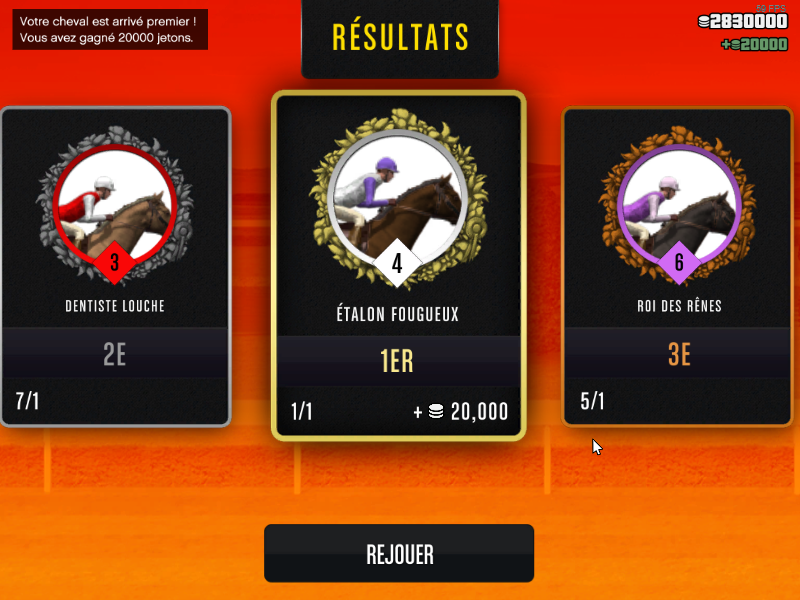 Votre cheval est arrivé premier !
Vous avez gagné 20000 jetons.
RÉSULTATS
2830000
+20000
3
DENTISTE LOUCHE
2E
7/1
4
ÉTALON FOUGUEUX
1ER
1/1
+ 20,000
6
ROI DES RÊNES
3E
5/1
REJOUER